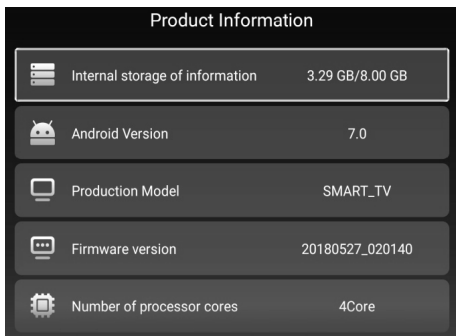 Product Information
Internal storage of information 3.29 GB/8.00 GB
Android Version 7.0
Production Model SMART_TV
Firmware version 20180527_020140
Number of processor cores 4Core